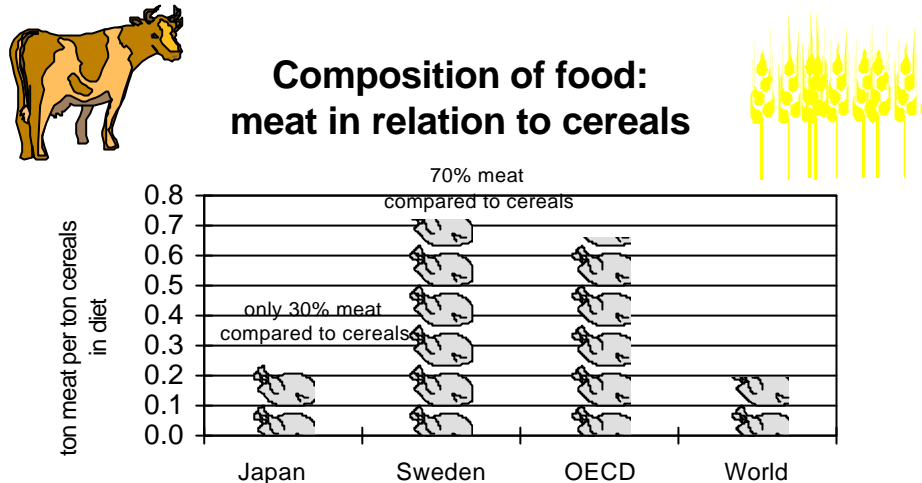 Composition of food:
meat in relation to cereals
70% meat
compared to cereals
0.8
0.7
0.6
0.5
0.4
0.3
0.2
0.1
0.0
ton meat per ton cereals
in diet
only 30% meat
compared to cereals
Japan Sweden OECD World